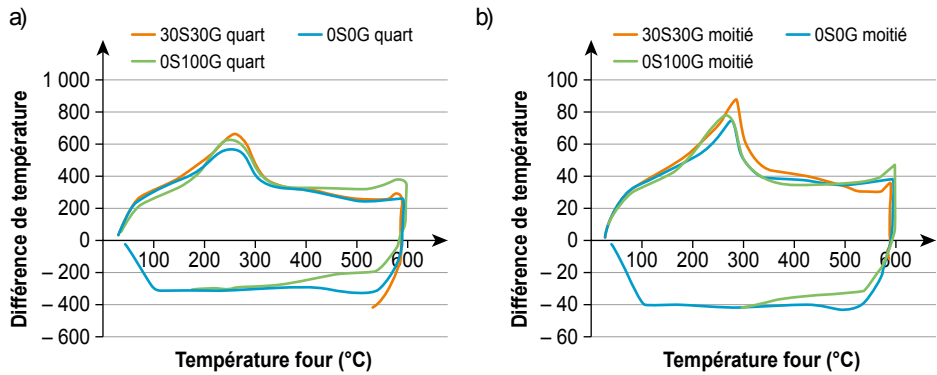 a)
30S30G quart
0S0G quart
0S100G quart
Différence de température
1 000
800
600
400
200
0
– 200
– 400
– 600
100
200
300
400
500
600
Température four (°C)
b)
30S30G moitié
0S0G moitié
0S100G moitié
Différence de température
100
80
60
40
20
0
– 20
– 40
– 60
100
200
300
400
500
600
Température four (°C)